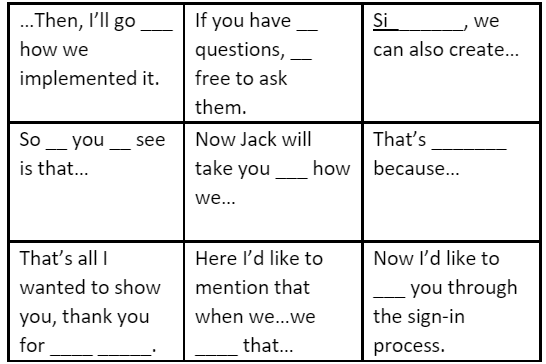 ...Then, I'll go ___
how we
implemented it.
If you have __
questions, __
free to ask
them.
Si_______, we
can also create...
So __ you __ see
is that...
Now Jack will
take you ___ how
we...
That's _______
because...
That's all I
wanted to show
you, thank you
for ____ _____.
Here I'd like to
mention that
when we...we
____ that...
Now I'd like to
___ you through
the sign-in
process.